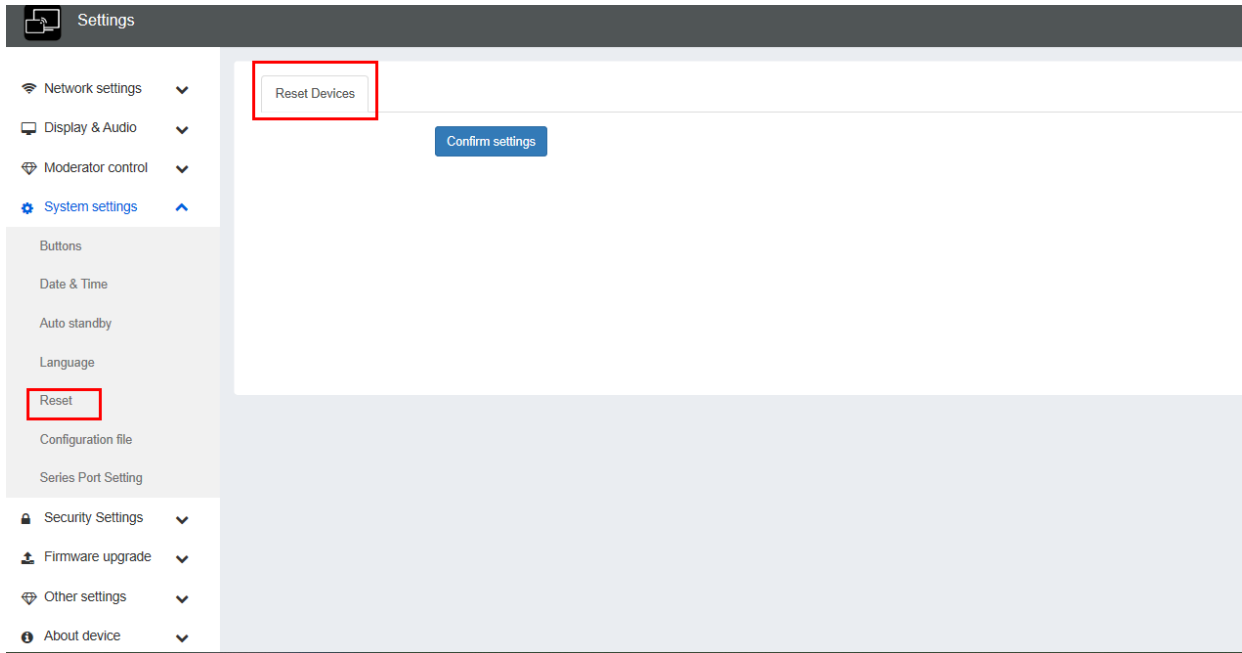 Settings
Network settings
Display & Audio
Moderator control
System settings
Buttons
Date & Time
Auto standby
Language
Reset
Configuration file
Series Port Setting
Security Settings
Firmware upgrade
Other settings
About device
Reset Devices
Confirm settings